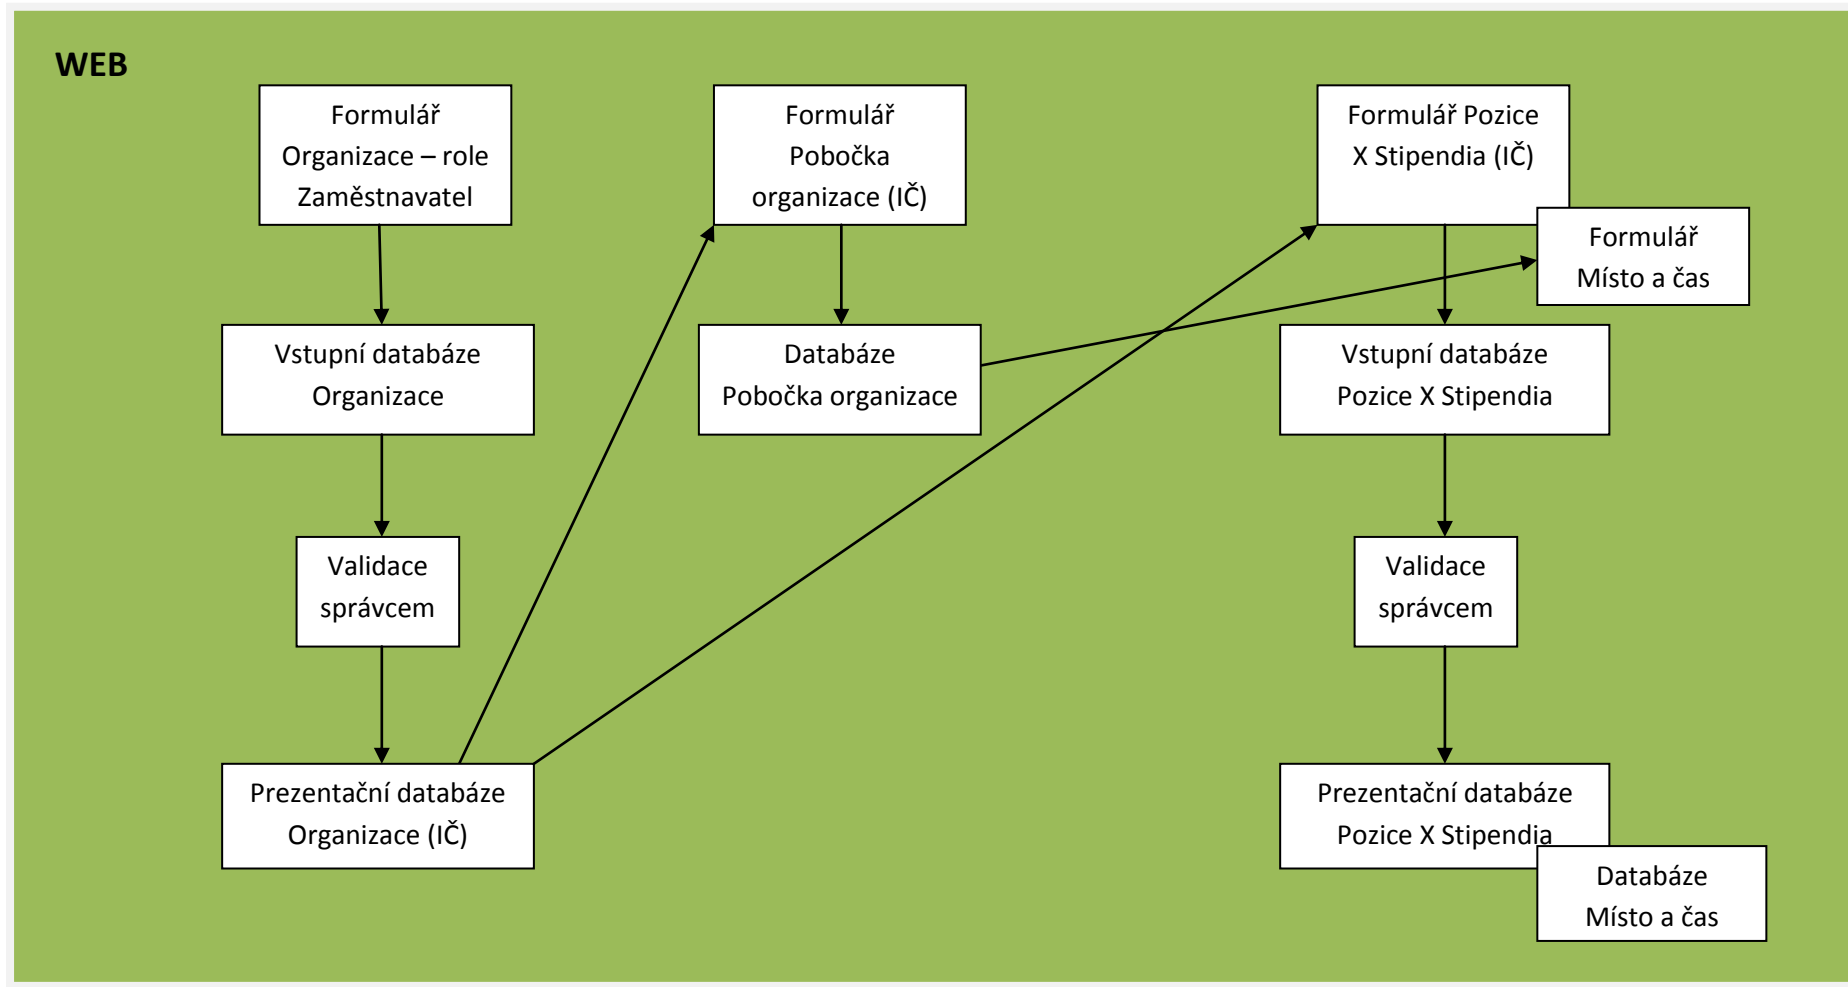 WEB
Formulář
Organizace – role
Zaměstnavatel
Formulář
Pobočka
organizace (IČ)
Formulář Pozice
X Stipendia (IČ)
Formulář
Místo a čas
Vstupní databáze
Organizace
Databáze
Pobočka organizace
Vstupní databáze
Pozice X Stipendia
Validace
správcem
Validace
správcem
Prezentační databáze
Organizace (IČ)
Prezentační databáze
Pozice X Stipendia
Databáze
Místo a čas